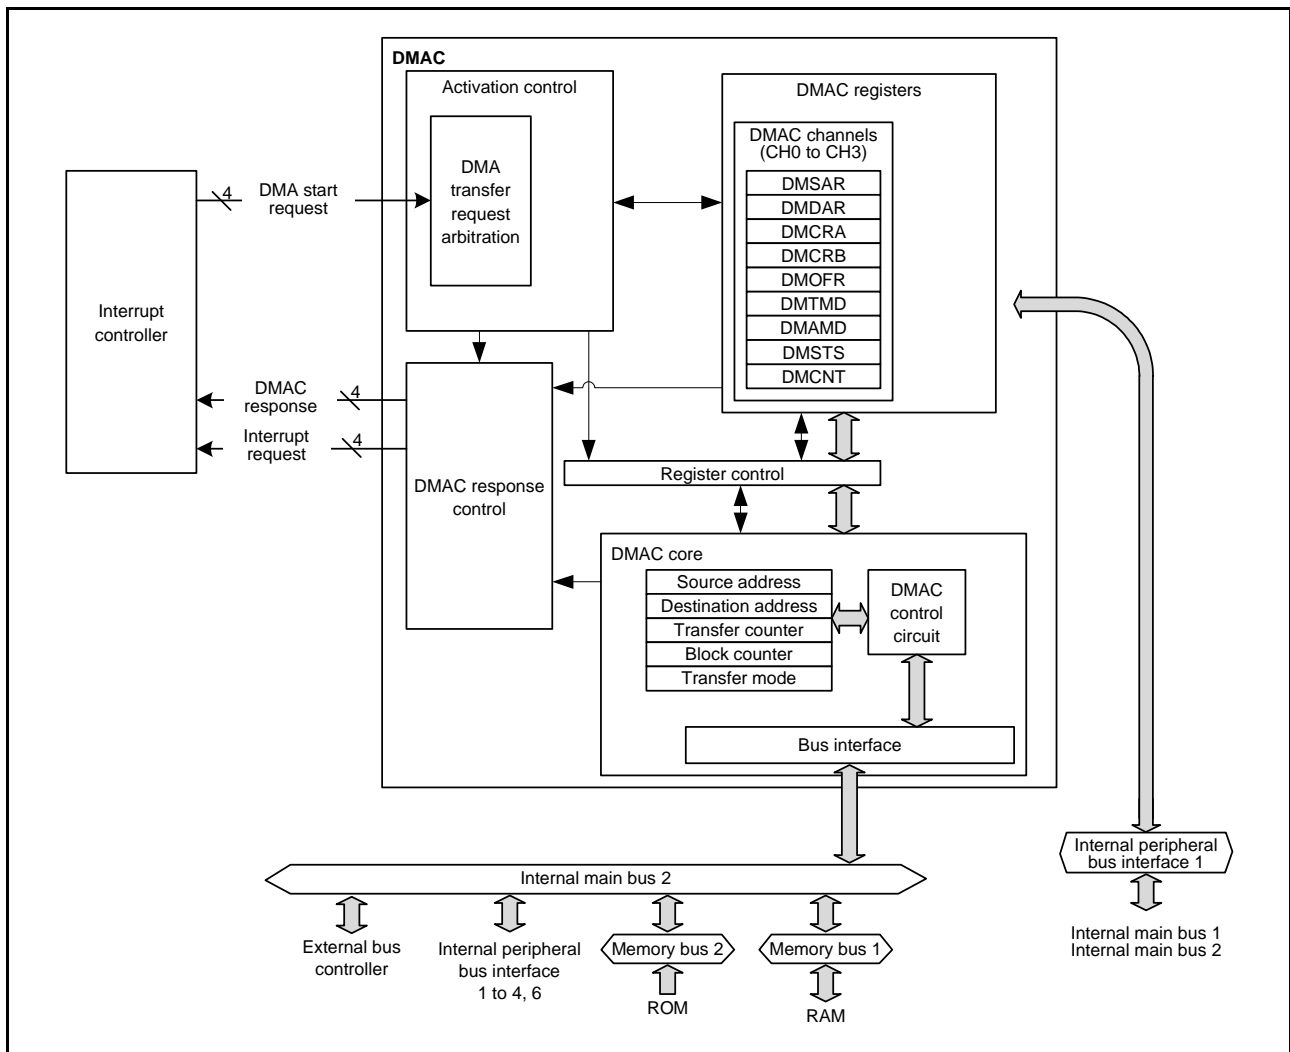 DMAC
Activation control
DMA
transfer
request
arbitration
DMAC registers
DMAC channels
(CH0 to CH3)
DMSAR
DMDAR
DMCRA
DMCRB
DMOFR
DMTMD
DMAMD
DMSTS
DMCNT
Interrupt
controller
4
DMA start
request
DMAC
response
4
Interrupt
request
4
DMAC response
control
Register control
DMAC core
Source address
Destination address
Transfer counter
Block counter
Transfer mode
DMAC
control
circuit
Bus interface
Internal main bus 2
Internal peripheral
bus interface 1
Internal main bus 1
Internal main bus 2
External bus
controller
Internal peripheral
bus interface
1 to 4, 6
Memory bus 2
ROM
Memory bus 1
RAM